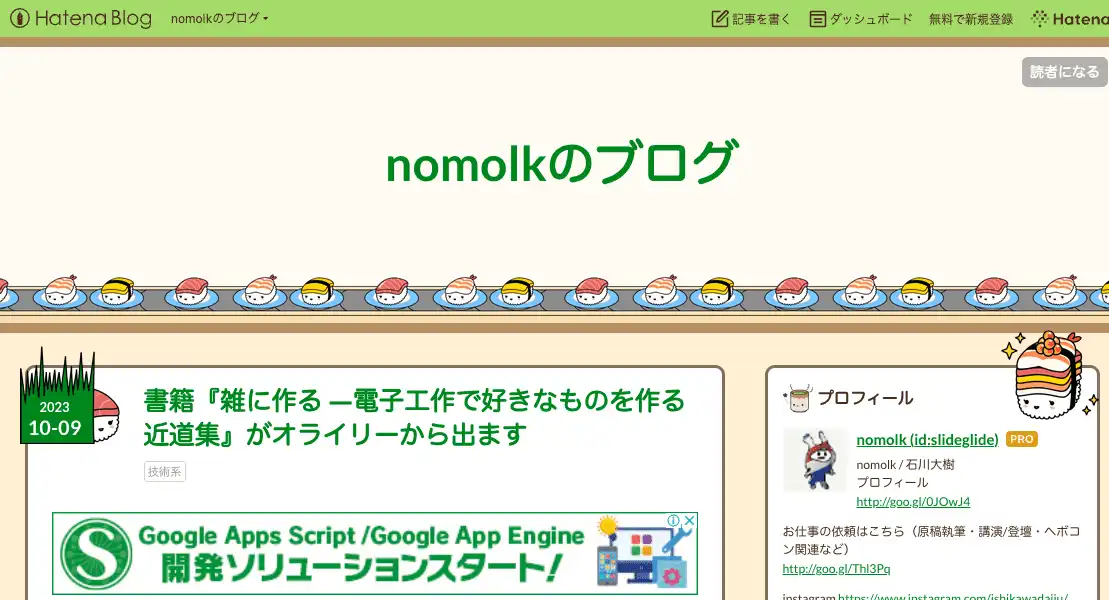 Hatena Blog
nomolkのブログ
記事を書く
ダッシュボード
無料で新規登録
Hatena
読者になる
nomolkのブログ
2023
10-09
書籍『雑に作る ―電子工作で好きなものを作る
近道集』がオライリーから出ます
技術系
Google Apps Script /Google App Engine
開発ソリューションスタート!
プロフィール
nomolk (id:slideglide) PRO
nomolk / 石川大樹
プロフィール
http://goo.gl/0JOwJ4
お仕事の依頼はこちら（原稿執筆・講演/登壇・ヘボコ
ン関連など）
http://goo.gl/ThI3Pq
instagram https://www.instagram.com/ishikawadaiju/